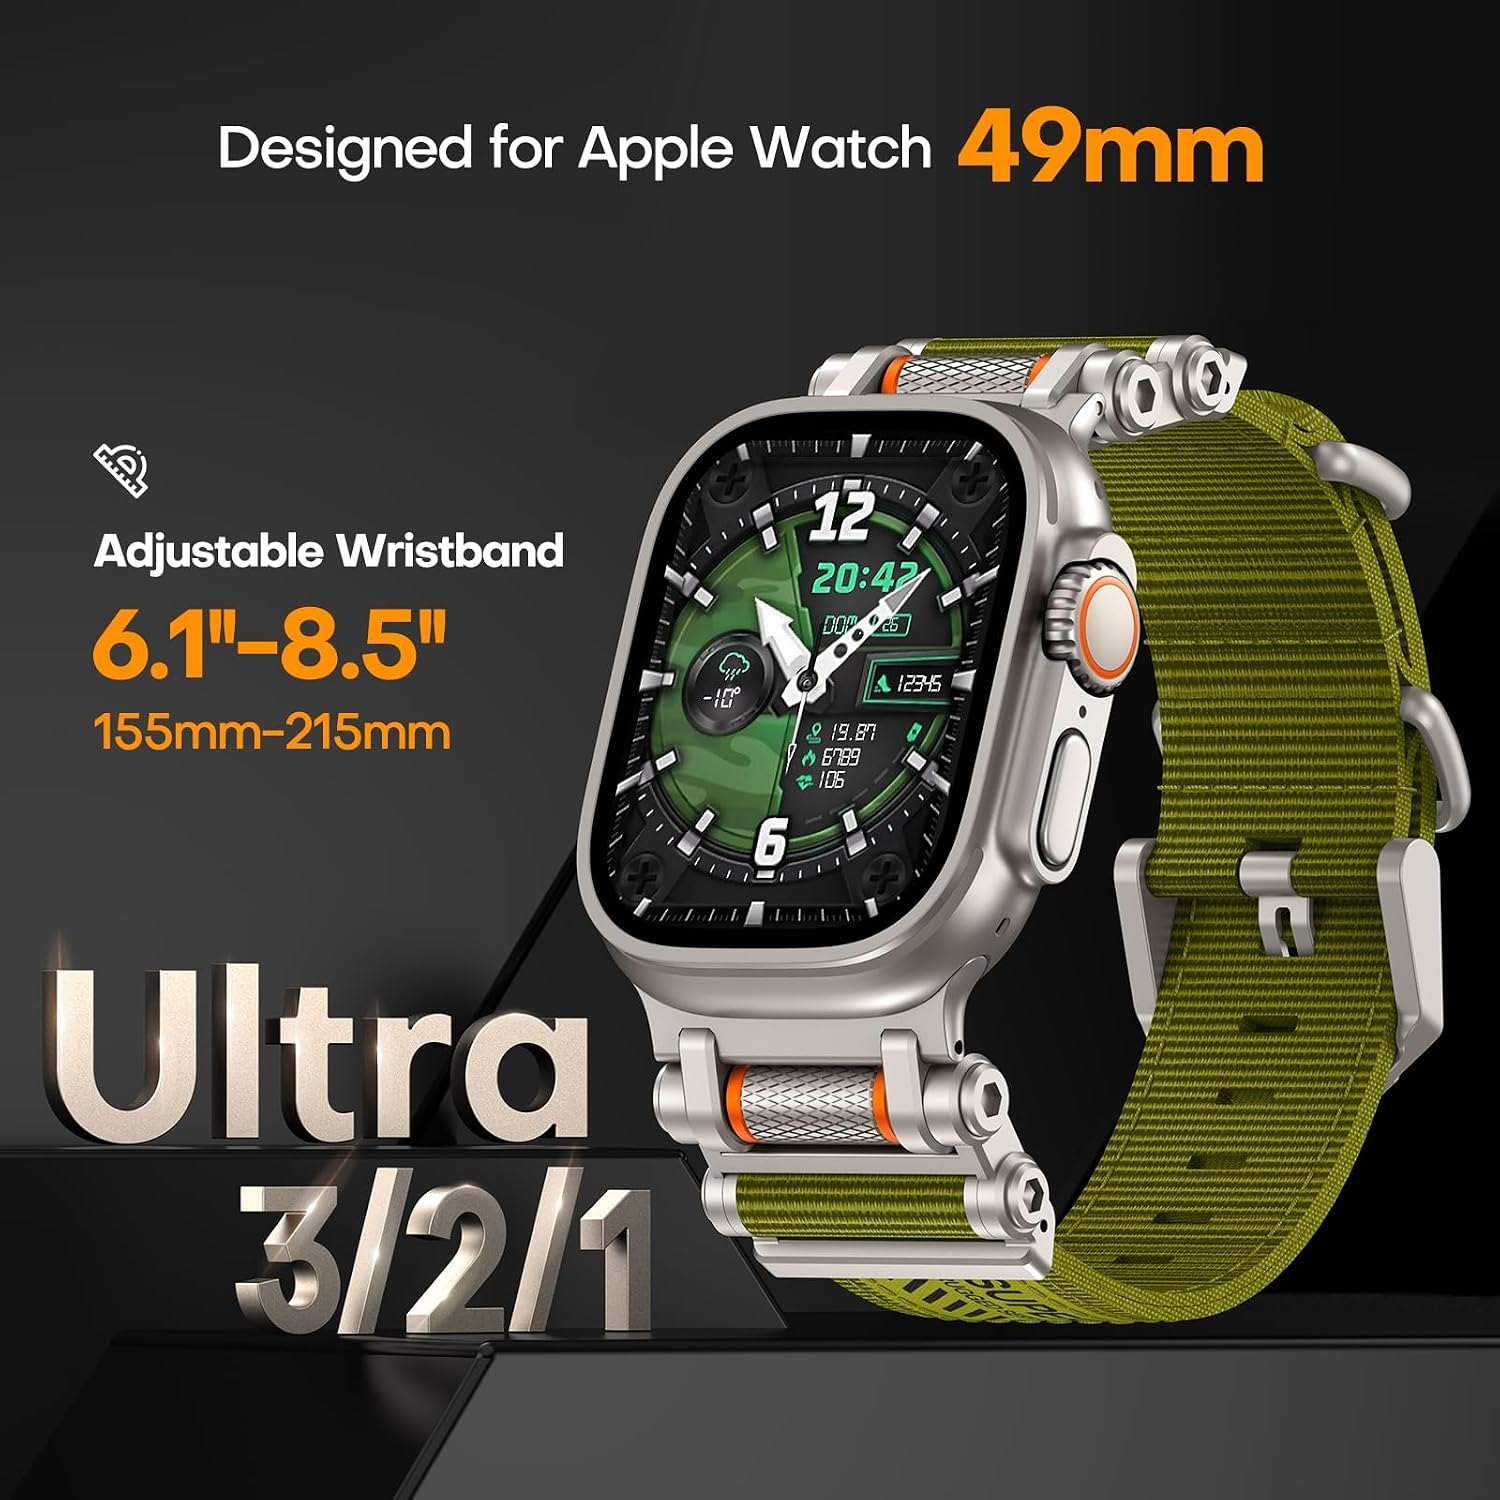 Designed for Apple Watch 49mm
Adjustable Wristband
6.1"-8.5"
155mm-215mm
Ultra
3/2/1
12
20:42
26
-10°
12345
19.87
6789
106
6